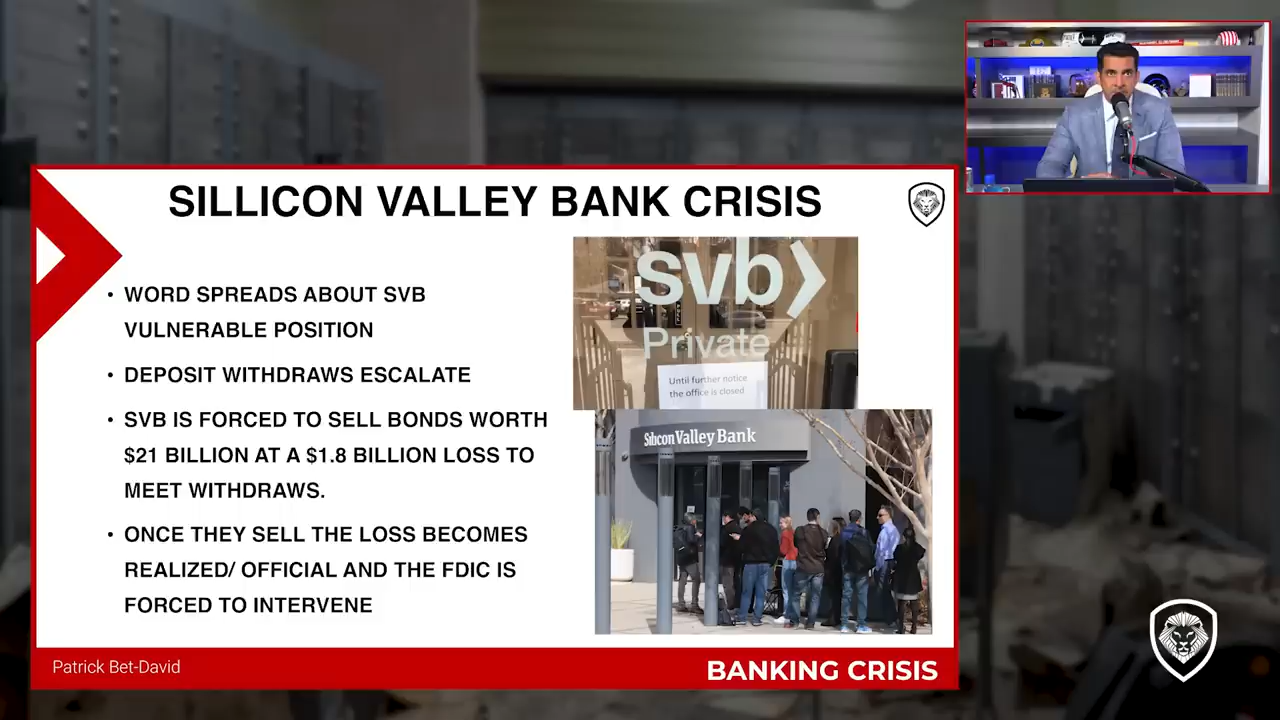 SILLICON VALLEY BANK CRISIS
• WORD SPREADS ABOUT SVB
VULNERABLE POSITION
• DEPOSIT WITHDRAWS ESCALATE
• SVB IS FORCED TO SELL BONDS WORTH
$21 BILLION AT A $1.8 BILLION LOSS TO
MEET WITHDRAWS.
• ONCE THEY SELL THE LOSS BECOMES
REALIZED/ OFFICIAL AND THE FDIC IS
FORCED TO INTERVENE
svb
Private
Until further notice
the office is closed
Silicon Valley Bank
Patrick Bet-David
BANKING CRISIS